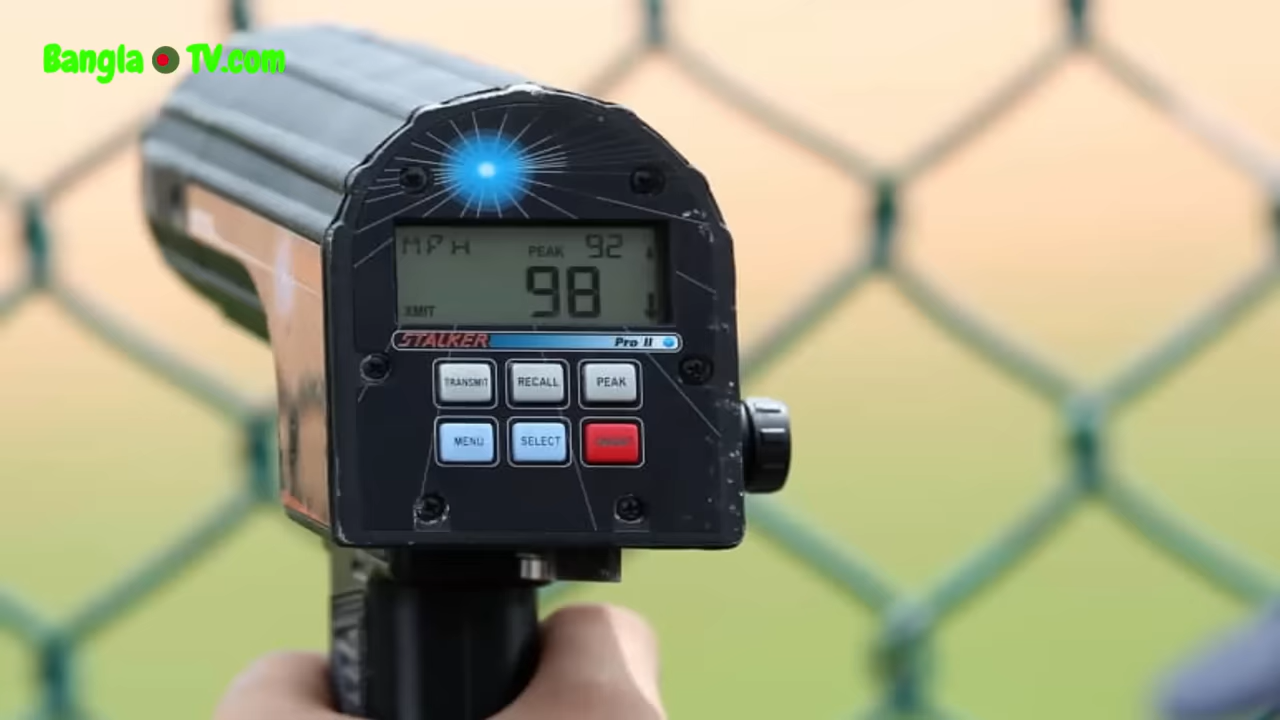 Bangla TV.com
MPH PEAK 92
98
XMIT
STALKER Pro II
TRANSMIT RECALL PEAK
MENU SELECT